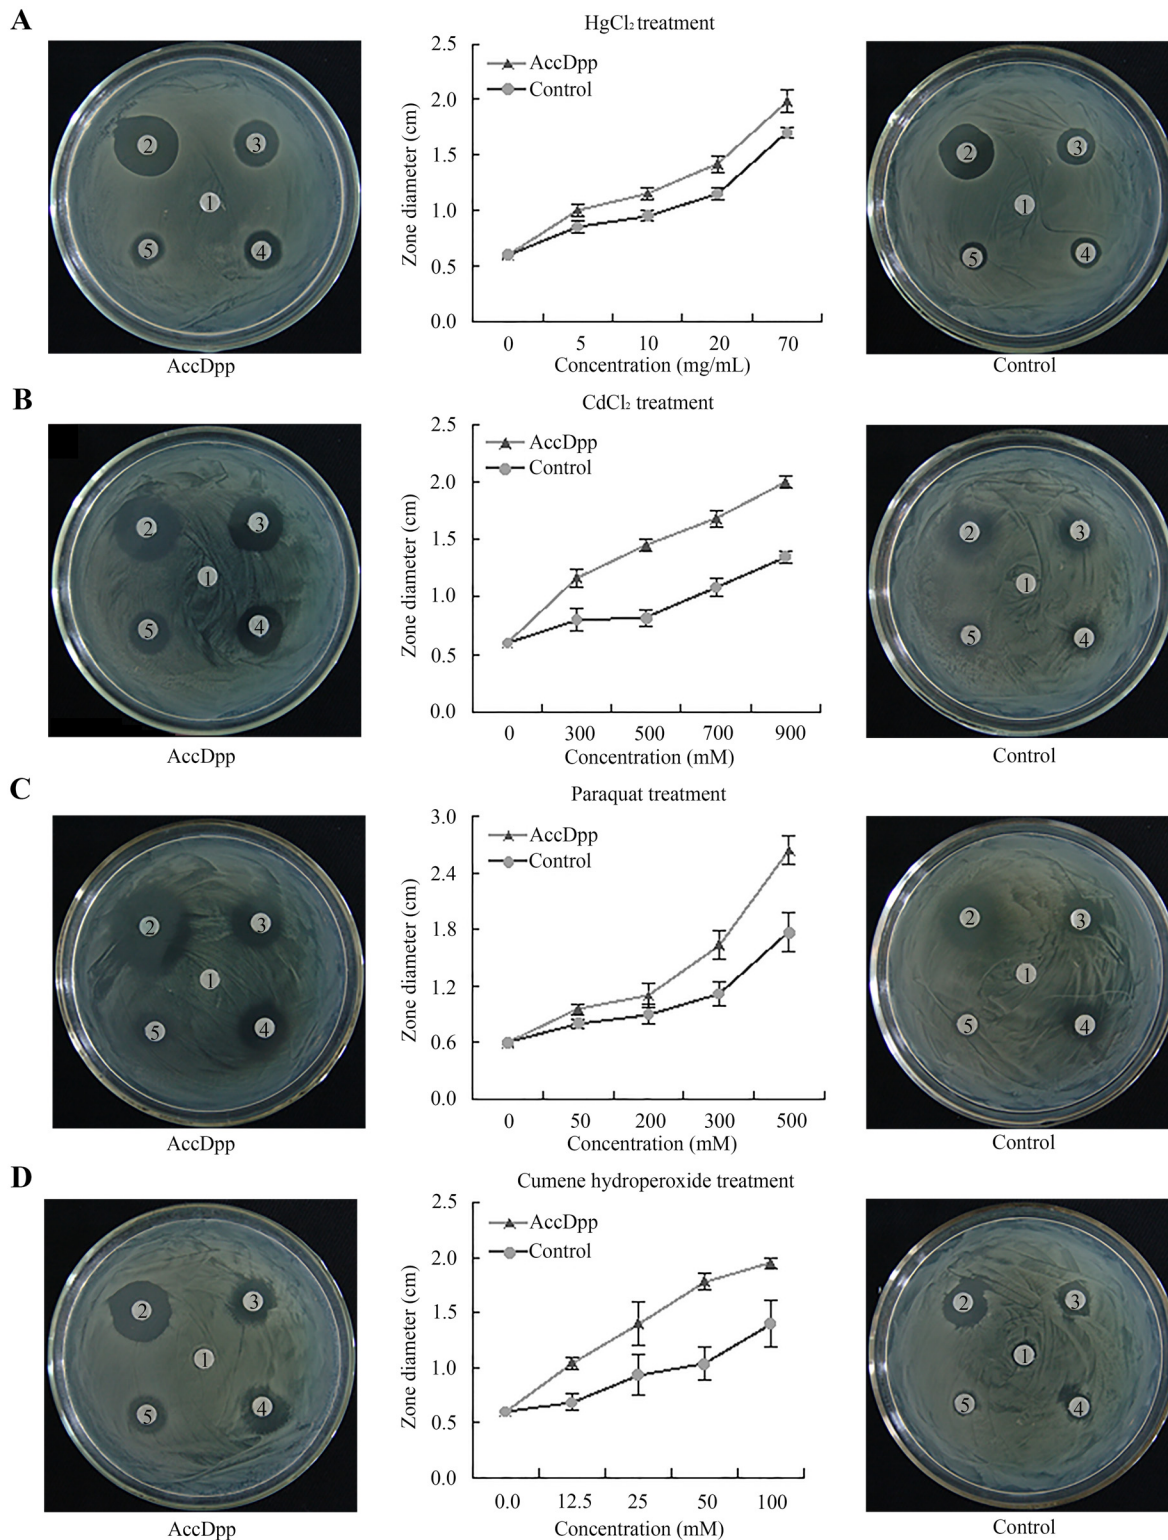 A
HgCl₂ treatment
2.5
2.0
1.5
1.0
0.5
0.0
Zone diameter (cm)
AccDpp
Control
0 5 10 20 70
Concentration (mg/mL)
2 3
1
5 4
AccDpp
2 3
1
5 4
Control
B
CdCl₂ treatment
2.5
2.0
1.5
1.0
0.5
0.0
Zone diameter (cm)
AccDpp
Control
0 300 500 700 900
Concentration (mM)
2 3
1
5 4
AccDpp
2 3
1
5 4
Control
C
Paraquat treatment
3.0
2.4
1.8
1.2
0.6
0.0
Zone diameter (cm)
AccDpp
Control
0 50 200 300 500
Concentration (mM)
2 3
1
5 4
AccDpp
2 3
1
5 4
Control
D
Cumene hydroperoxide treatment
2.5
2.0
1.5
1.0
0.5
0.0
Zone diameter (cm)
AccDpp
Control
0.0 12.5 25 50 100
Concentration (mM)
2 3
1
5 4
AccDpp
2 3
1
5 4
Control